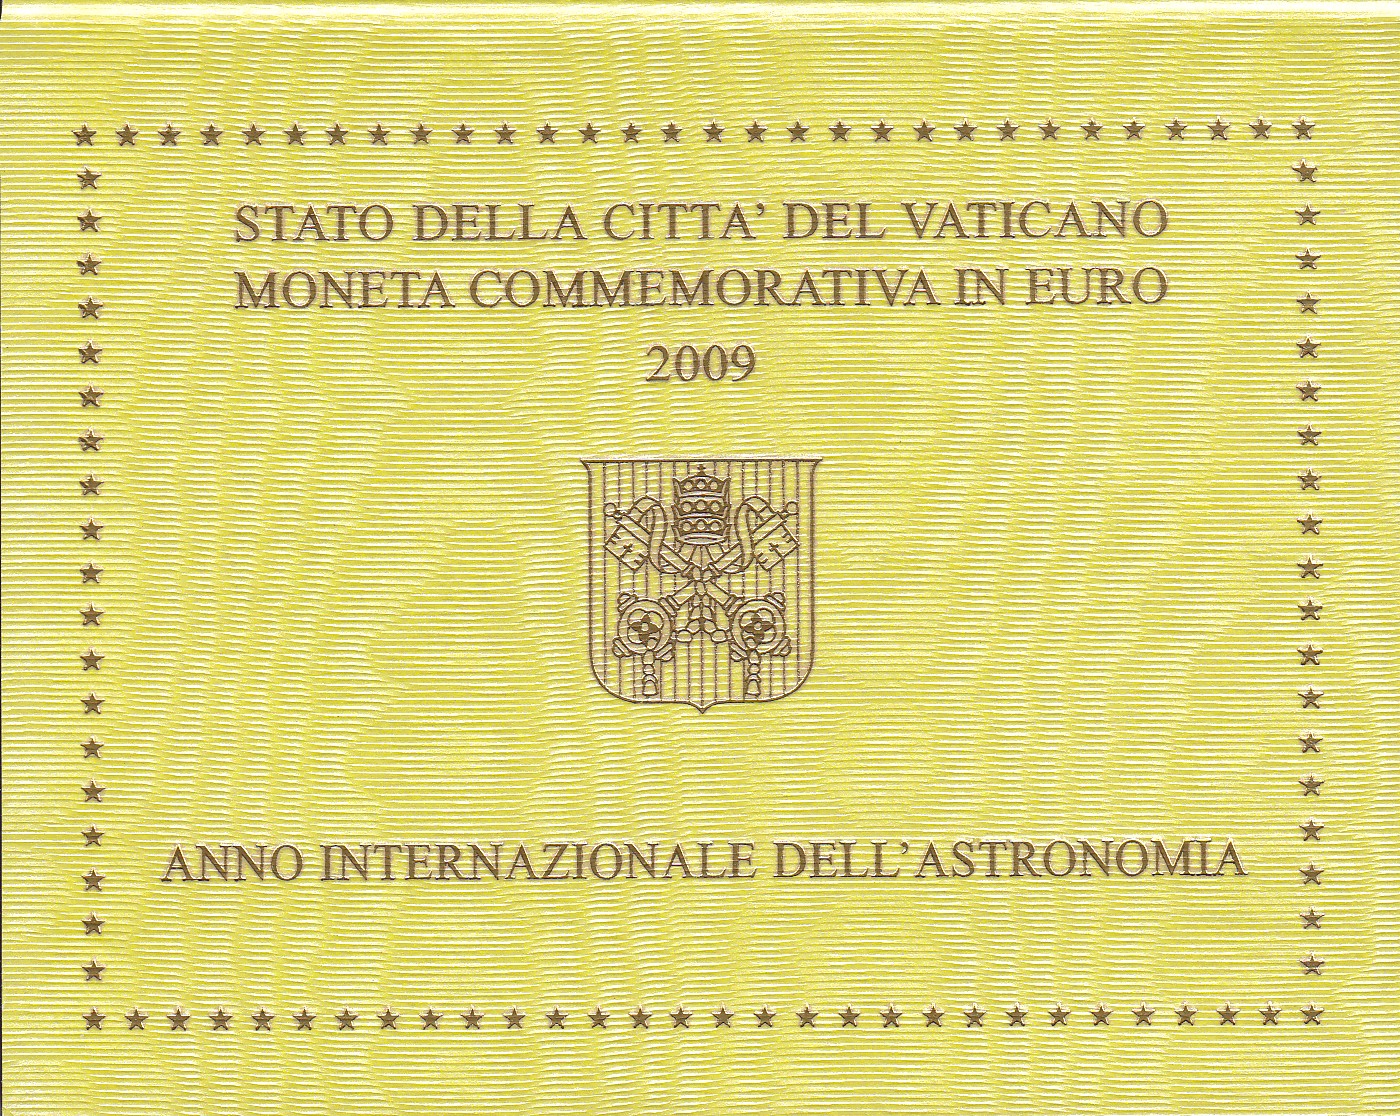 STATO DELLA CITTA’ DEL VATICANO
MONETA COMMEMORATIVA IN EURO
2009
ANNO INTERNAZIONALE DELL’ASTRONOMIA